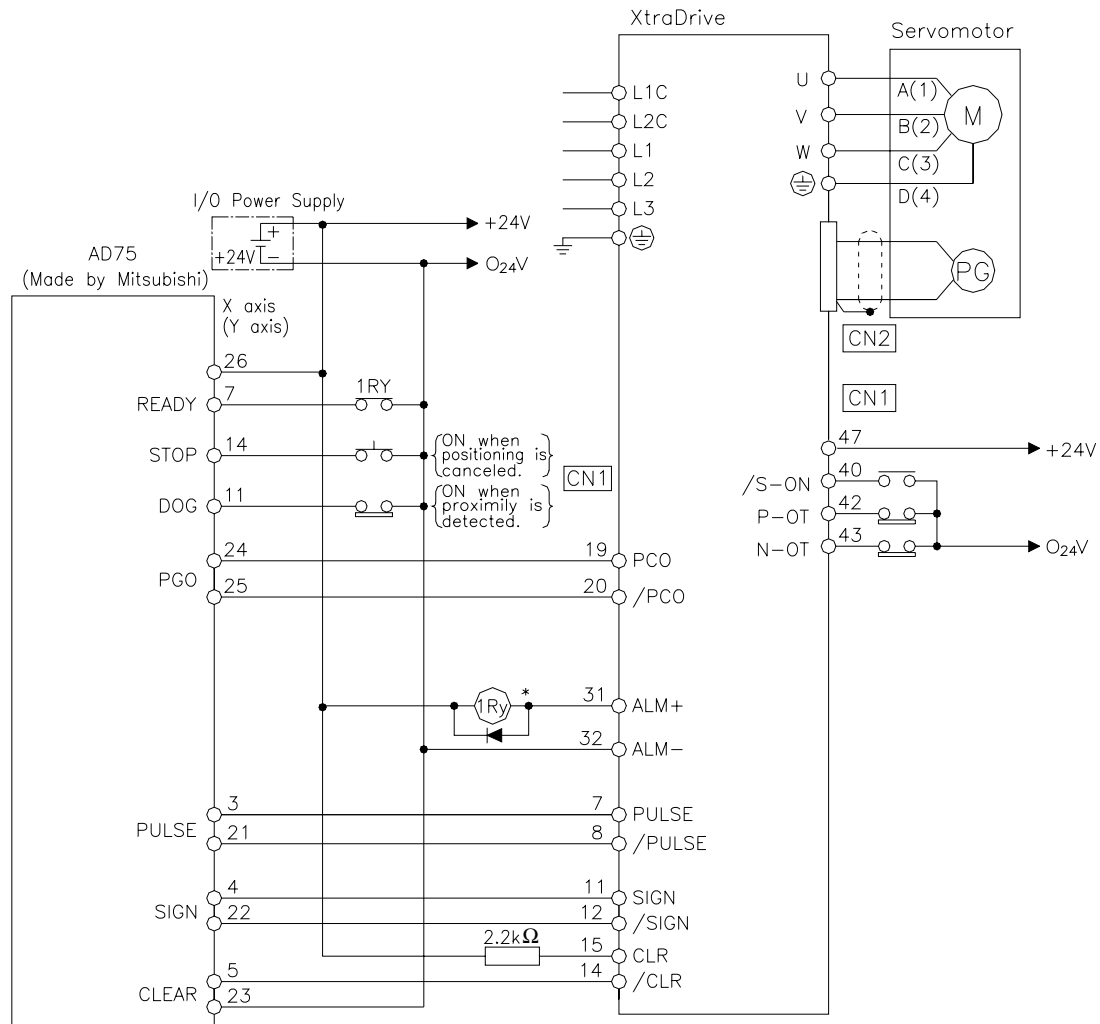 XtraDrive
Servomotor
U
A(1)
M
L1C
V
B(2)
L2C
W
C(3)
L1
D(4)
L2
L3
I/O Power Supply
+
+24V
−
+24V
O24V
PG
AD75
(Made by Mitsubishi)
X axis
(Y axis)
CN2
26
CN1
READY
7
1RY
STOP
14
ON when
positioning is
canceled.
47
+24V
CN1
/S-ON
40
DOG
11
ON when
proximily is
detected.
P-OT
42
N-OT
43
O24V
PGO
24
19
PCO
25
20
/PCO
1Ry
*
31
ALM+
32
ALM-
PULSE
3
7
PULSE
21
8
/PULSE
SIGN
4
11
SIGN
22
12
/SIGN
2.2kΩ
15
CLR
CLEAR
5
14
/CLR
23